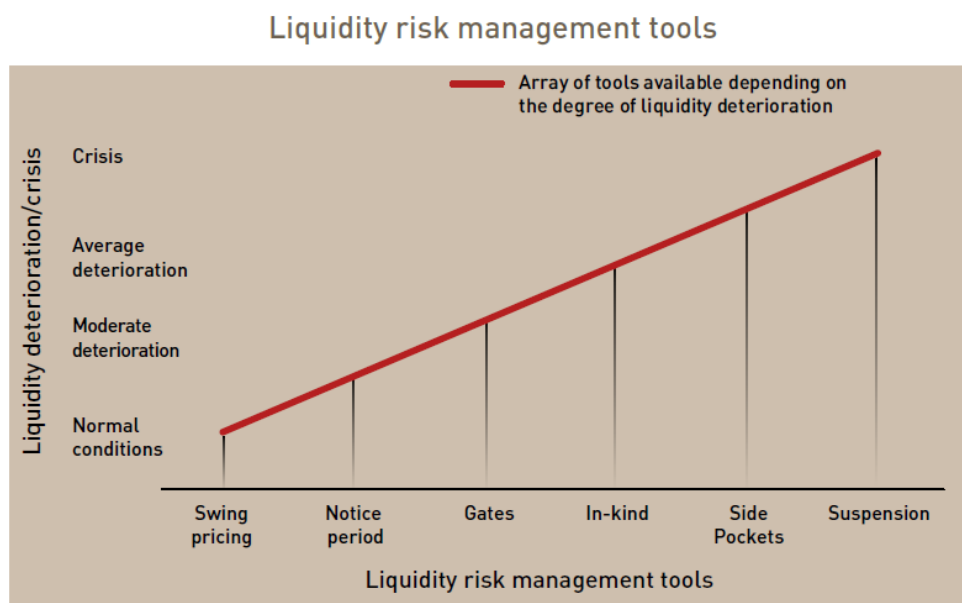 Liquidity risk management tools
Array of tools available depending on
the degree of liquidity deterioration
Liquidity deterioration/crisis
Crisis
Average
deterioration
Moderate
deterioration
Normal
conditions
Swing
pricing
Notice
period
Gates
In-kind
Side
Pockets
Suspension
Liquidity risk management tools